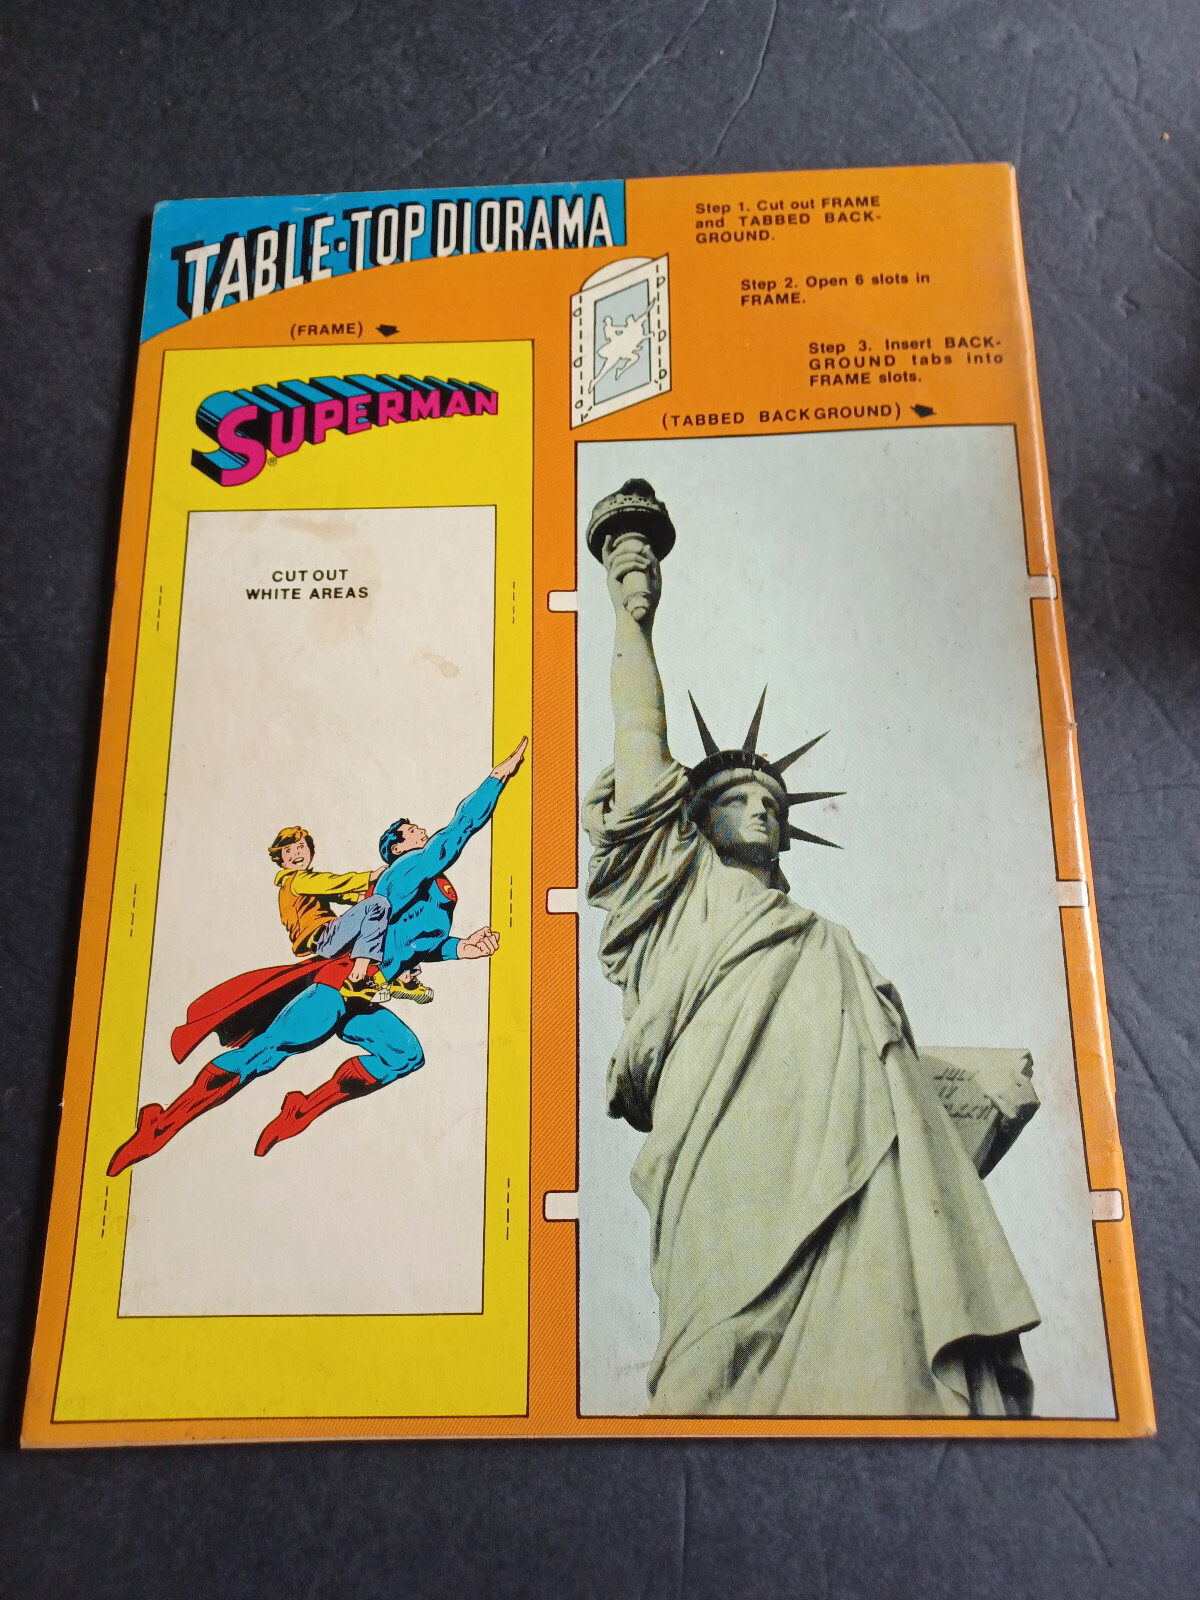 TABLE-TOP DIORAMA
Step 1. Cut out FRAME
and TABBED BACK-
GROUND.
Step 2. Open 6 slots in
FRAME.
Step 3. Insert BACK-
GROUND tabs into
FRAME slots.
(FRAME)
(TABBED BACKGROUND)
SUPERMAN
®
CUT OUT
WHITE AREAS
JULY